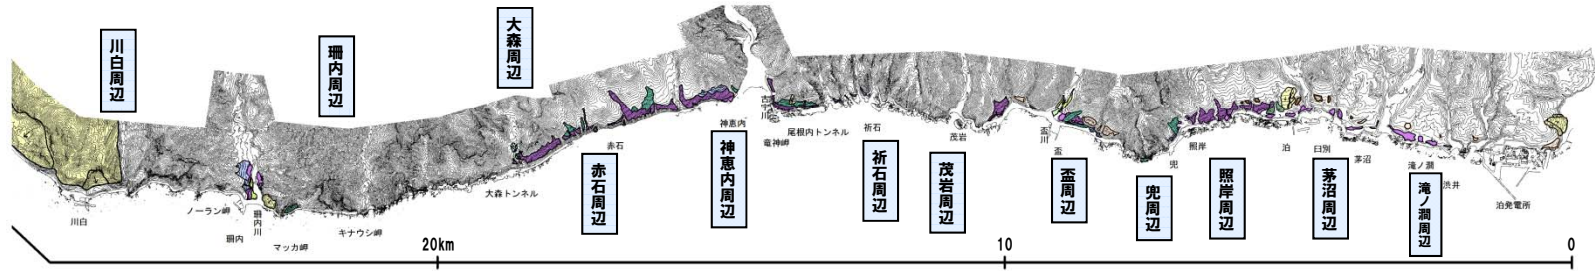 川白周辺
珊内周辺
大森周辺
赤石周辺
神恵内周辺
祈石周辺
茂岩周辺
盃周辺
兜周辺
照岸周辺
茅沼周辺
滝ノ澗周辺
川白
ノーラン岬
珊内
珊内川
マッカ岬
キナウシ岬
大森トンネル
赤石
神恵内
古宇川
竜神岬
尾根内トンネル
祈石
茂岩
盃川
盃
兜
照岸
泊
臼別
茅沼
滝ノ澗
渋井
泊発電所
20km
10
0